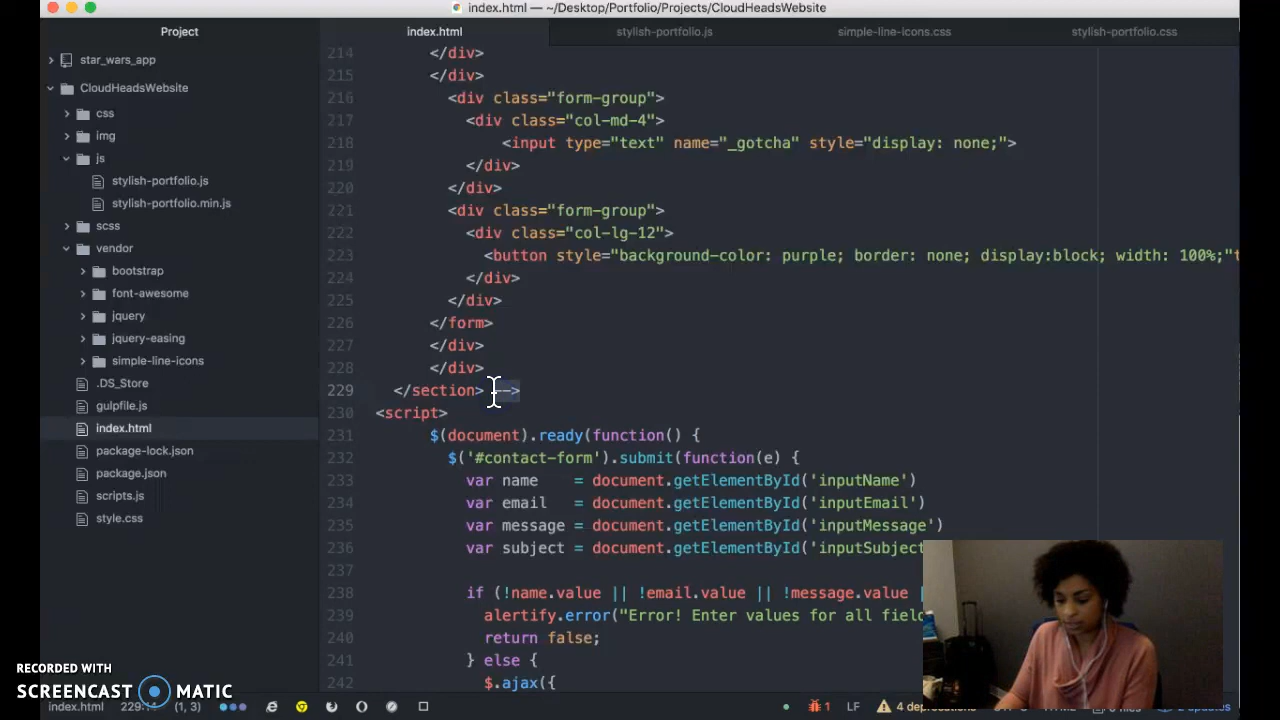 index.html — ~/Desktop/Portfolio/Projects/CloudHeadsWebsite
Project
index.html
stylish-portfolio.js
simple-line-icons.css
stylish-portfolio.css
star_wars_app
CloudHeadsWebsite
css
img
js
stylish-portfolio.js
stylish-portfolio.min.js
scss
vendor
bootstrap
font-awesome
jquery
jquery-easing
simple-line-icons
.DS_Store
gulpfile.js
index.html
package-lock.json
package.json
scripts.js
style.css
214 </div>
215 </div>
216 <div class="form-group">
217 <div class="col-md-4">
218 <input type="text" name="_gotcha" style="display: none;">
219 </div>
220 </div>
221 <div class="form-group">
222 <div class="col-lg-12">
223 <button style="background-color: purple; border: none; display:block; width: 100%;"t
224 </div>
225 </div>
226 </form>
227 </div>
228 </div>
229 </section> -->
230 <script>
231 $(document).ready(function() {
232 $('#contact-form').submit(function(e) {
233 var name = document.getElementById('inputName')
234 var email = document.getElementById('inputEmail')
235 var message = document.getElementById('inputMessage')
236 var subject = document.getElementById('inputSubject
237
238 if (!name.value || !email.value || !message.value |
239 alertify.error("Error! Enter values for all field
240 return false;
241 } else {
242 $.ajax({
RECORDED WITH
SCREENCAST MATIC
index.html 229:14 (1, 3)
1 LF 4 deprecations
2 updates